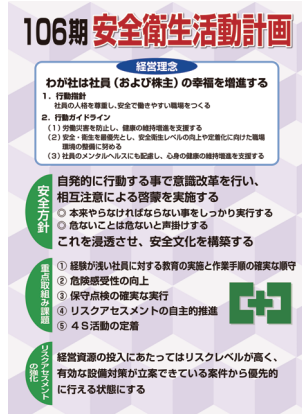 106期 安全衛生活動計画
経営理念
わが社は社員(および株主)の幸福を増進する
1．行動指針
社員の人格を尊重し、安全で働きやすい職場をつくる
2．行動ガイドライン
(1)労働災害を防止し、健康の維持増進を支援する
(2)安全・衛生を最優先とし、安全衛生レベルの向上や定着化に向けた職場
環境の整備に努める
(3)社員のメンタルヘルスにも配慮し、心身の健康の維持増進を支援する
安全方針
自発的に行動する事で意識改革を行い、
相互注意による啓蒙を実施する
◎ 本来やらなければならない事をしっかり実行する
◎ 危ないことは危ないと声掛けする
これを浸透させ、安全文化を構築する
重点取組み課題
① 経験が浅い社員に対する教育の実施と作業手順の確実な順守
② 危険感受性の向上
③ 保守点検の確実な実行
④ リスクアセスメントの自主的推進
⑤ 4S活動の定着
リスクアセスメント
の強化
経営資源の投入にあたってはリスクレベルが高く、
有効な設備対策が立案できている案件から優先的
に行える状態にする